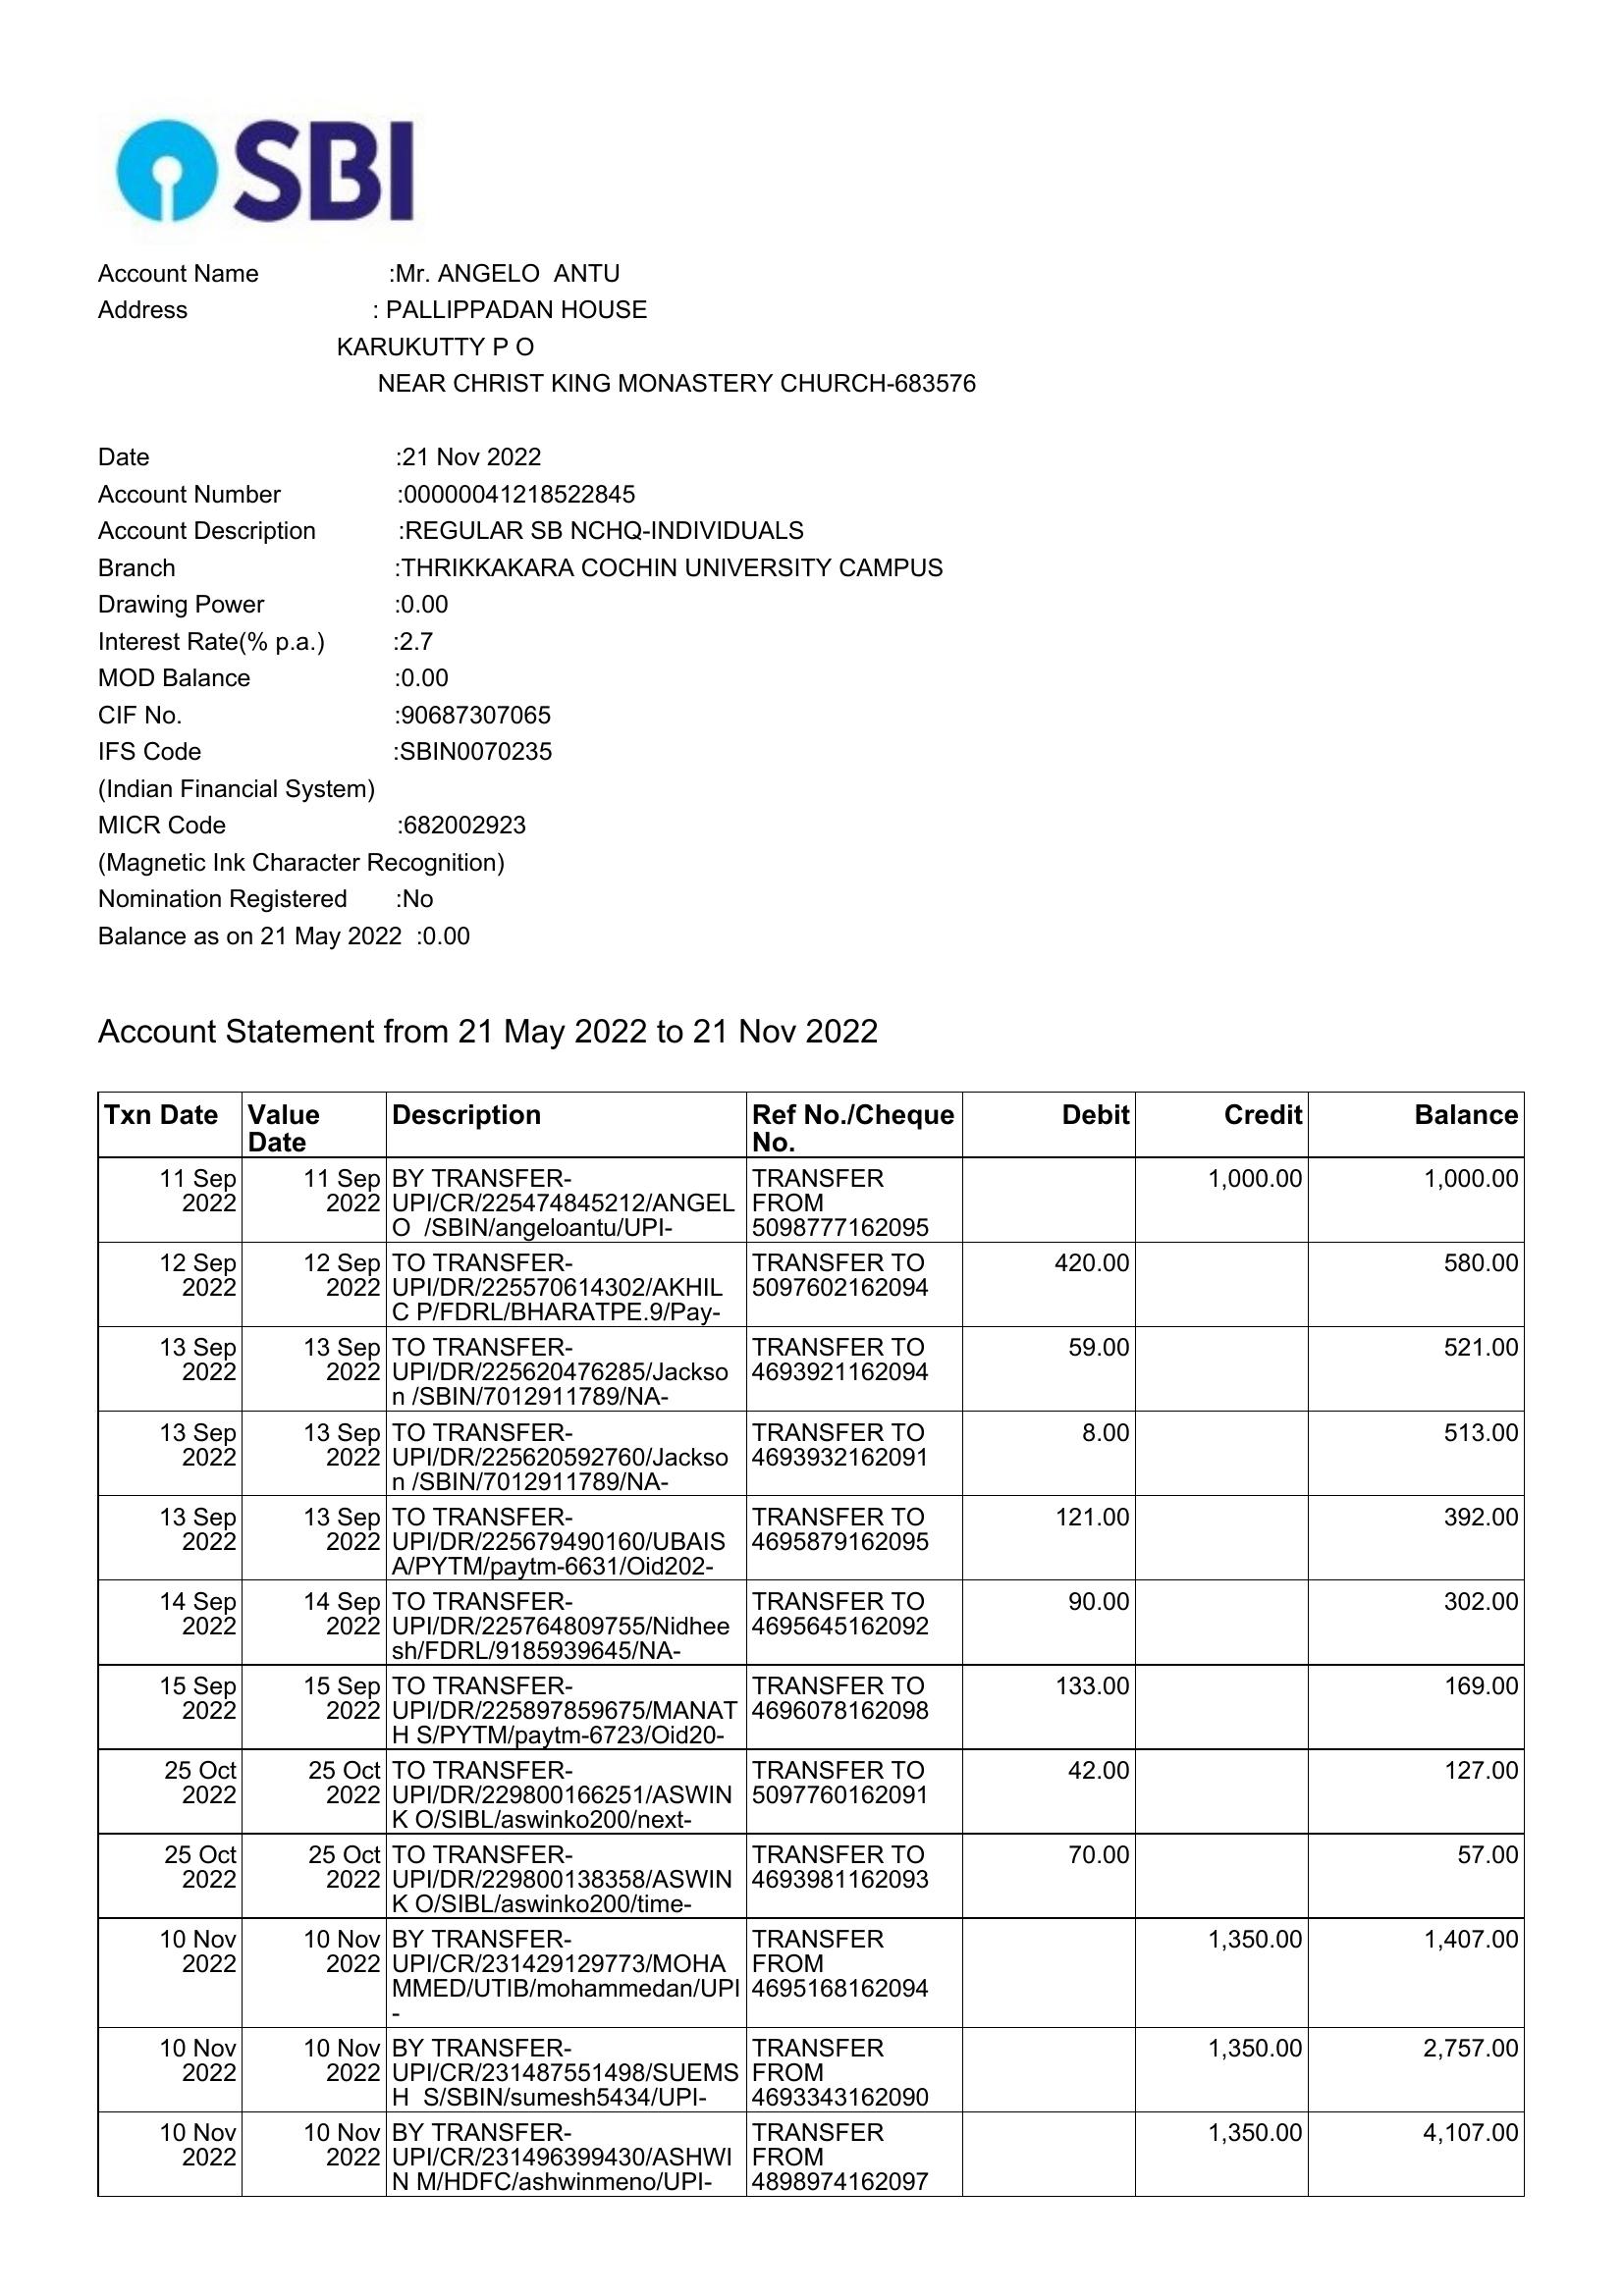 SBI
Account Name :Mr. ANGELO ANTU
Address : PALLIPPADAN HOUSE
KARUKUTTY P O
NEAR CHRIST KING MONASTERY CHURCH-683576
Date :21 Nov 2022
Account Number :00000041218522845
Account Description :REGULAR SB NCHQ-INDIVIDUALS
Branch :THRIKKAKARA COCHIN UNIVERSITY CAMPUS
Drawing Power :0.00
Interest Rate(% p.a.) :2.7
MOD Balance :0.00
CIF No. :90687307065
IFS Code :SBIN0070235
(Indian Financial System)
MICR Code :682002923
(Magnetic Ink Character Recognition)
Nomination Registered :No
Balance as on 21 May 2022 :0.00
Account Statement from 21 May 2022 to 21 Nov 2022
Txn Date Value Description Ref No./Cheque Debit Credit Balance
Date No.
11 Sep 11 Sep BY TRANSFER- TRANSFER 1,000.00 1,000.00
2022 2022 UPI/CR/225474845212/ANGEL FROM
O /SBIN/angeloantu/UPI- 5098777162095
12 Sep 12 Sep TO TRANSFER- TRANSFER TO 420.00 580.00
2022 2022 UPI/DR/225570614302/AKHIL 5097602162094
C P/FDRL/BHARATPE.9/Pay-
13 Sep 13 Sep TO TRANSFER- TRANSFER TO 59.00 521.00
2022 2022 UPI/DR/225620476285/Jackso 4693921162094
n /SBIN/7012911789/NA-
13 Sep 13 Sep TO TRANSFER- TRANSFER TO 8.00 513.00
2022 2022 UPI/DR/225620592760/Jackso 4693932162091
n /SBIN/7012911789/NA-
13 Sep 13 Sep TO TRANSFER- TRANSFER TO 121.00 392.00
2022 2022 UPI/DR/225679490160/UBAIS 4695879162095
A/PYTM/paytm-6631/Oid202-
14 Sep 14 Sep TO TRANSFER- TRANSFER TO 90.00 302.00
2022 2022 UPI/DR/225764809755/Nidhee 4695645162092
sh/FDRL/9185939645/NA-
15 Sep 15 Sep TO TRANSFER- TRANSFER TO 133.00 169.00
2022 2022 UPI/DR/225897859675/MANAT 4696078162098
H S/PYTM/paytm-6723/Oid20-
25 Oct 25 Oct TO TRANSFER- TRANSFER TO 42.00 127.00
2022 2022 UPI/DR/229800166251/ASWIN 5097760162091
K O/SIBL/aswinko200/next-
25 Oct 25 Oct TO TRANSFER- TRANSFER TO 70.00 57.00
2022 2022 UPI/DR/229800138358/ASWIN 4693981162093
K O/SIBL/aswinko200/time-
10 Nov 10 Nov BY TRANSFER- TRANSFER 1,350.00 1,407.00
2022 2022 UPI/CR/231429129773/MOHA FROM
MMED/UTIB/mohammedan/UPI 4695168162094
-
10 Nov 10 Nov BY TRANSFER- TRANSFER 1,350.00 2,757.00
2022 2022 UPI/CR/231487551498/SUEMS FROM
H S/SBIN/sumesh5434/UPI- 4693343162090
10 Nov 10 Nov BY TRANSFER- TRANSFER 1,350.00 4,107.00
2022 2022 UPI/CR/231496399430/ASHWI FROM
N M/HDFC/ashwinmeno/UPI- 4898974162097